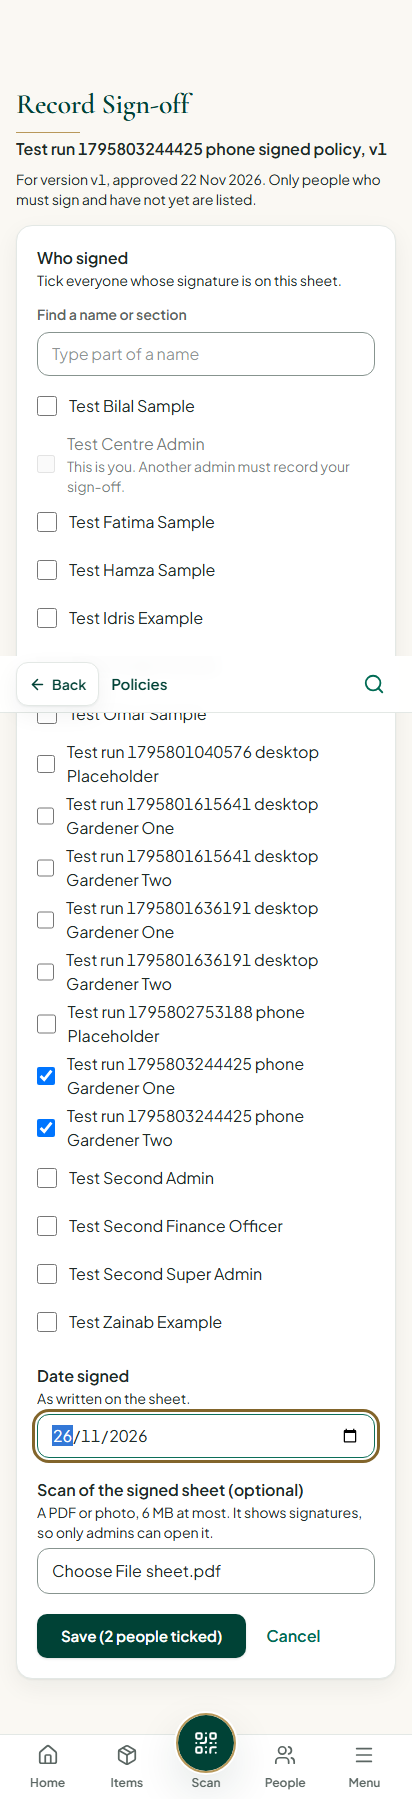 Record Sign-off
Test run 1795803244425 phone signed policy, v1
For version v1, approved 22 Nov 2026. Only people who
must sign and have not yet are listed.
Who signed
Tick everyone whose signature is on this sheet.
Find a name or section
Type part of a name
Test Bilal Sample
Test Centre Admin
This is you. Another admin must record your
sign-off.
Test Fatima Sample
Test Hamza Sample
Test Idris Example
Back
Policies
Test Omar Sample
Test run 1795801040576 desktop
Placeholder
Test run 1795801615641 desktop
Gardener One
Test run 1795801615641 desktop
Gardener Two
Test run 1795801636191 desktop
Gardener One
Test run 1795801636191 desktop
Gardener Two
Test run 1795802753188 phone
Placeholder
Test run 1795803244425 phone
Gardener One
Test run 1795803244425 phone
Gardener Two
Test Second Admin
Test Second Finance Officer
Test Second Super Admin
Test Zainab Example
Date signed
As written on the sheet.
26/11/2026
Scan of the signed sheet (optional)
A PDF or photo, 6 MB at most. It shows signatures,
so only admins can open it.
Choose File sheet.pdf
Save (2 people ticked)
Cancel
Home
Items
Scan
People
Menu